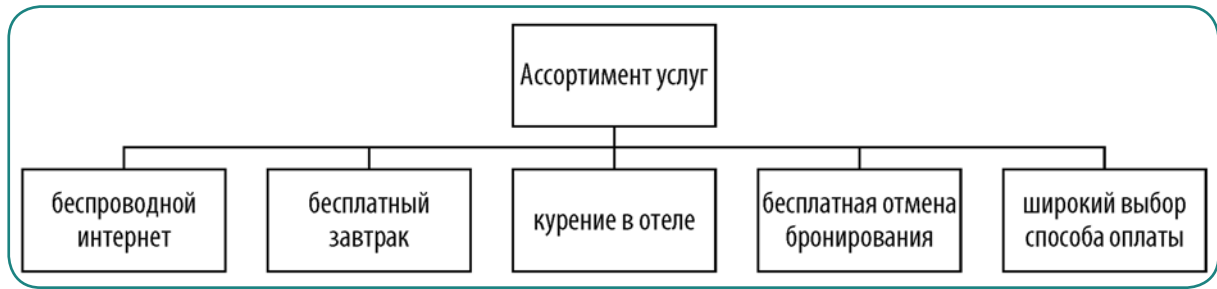 Ассортимент услуг
беспроводной
интернет
бесплатный
завтрак
курение в отеле
бесплатная отмена
бронирования
широкий выбор
способа оплаты